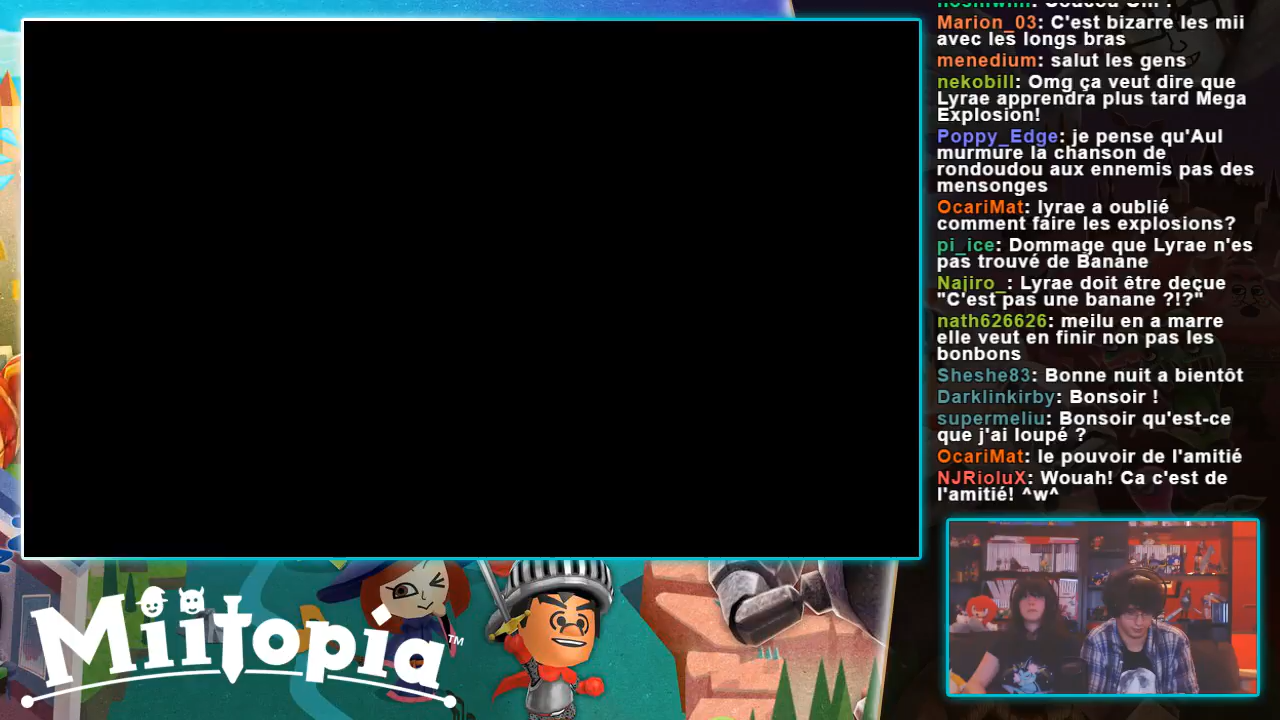 Marion_03: C'est bizarre les mii
avec les longs bras
menedium: salut les gens
nekobill: Omg ça veut dire que
Lyrae apprendra plus tard Mega
Explosion!
Poppy_Edge: je pense qu'Aul
murmure la chanson de
rondoudou aux ennemis pas des
mensonges
OcariMat: lyrae a oublié
comment faire les explosions?
pi_ice: Dommage que Lyrae n'es
pas trouvé de Banane
Najiro_: Lyrae doit être deçue
"C'est pas une banane ?!?"
nath626626: meilu en a marre
elle veut en finir non pas les
bonbons
Sheshe83: Bonne nuit a bientôt
Darklinkirby: Bonsoir !
supermeliu: Bonsoir qu'est-ce
que j'ai loupé ?
OcariMat: le pouvoir de l'amitié
NJRioluX: Wouah! Ca c'est de
l'amitié! ^w^
Miitopia™